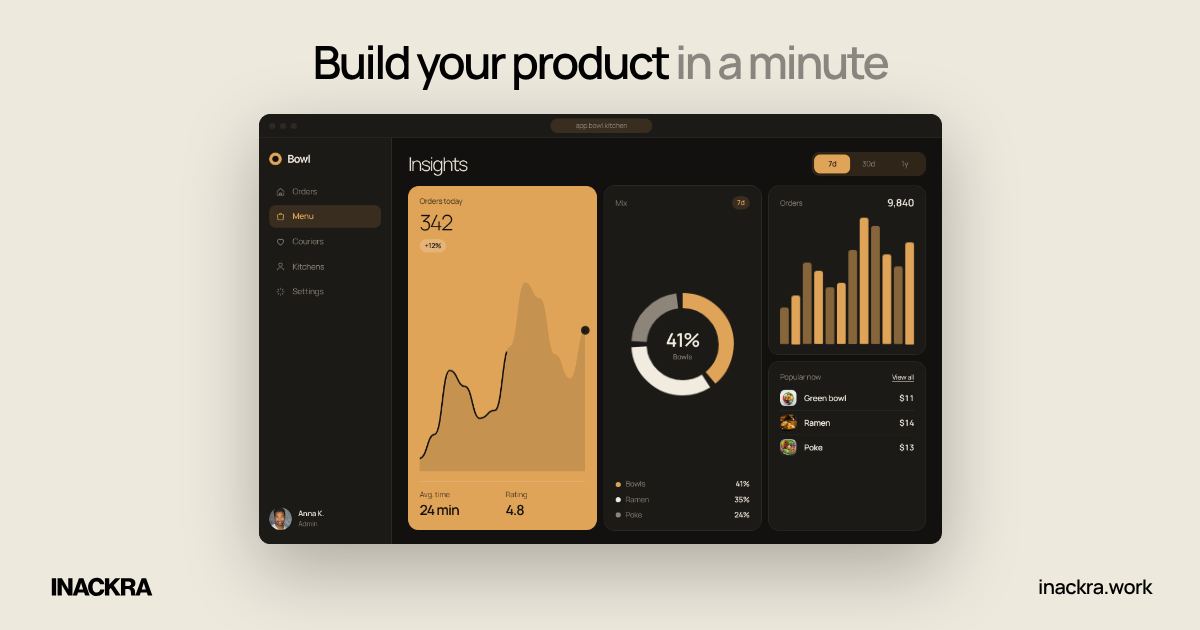 Build your product in a minute
app.bowl.kitchen
Bowl
Orders
Menu
Couriers
Kitchens
Settings
Anna K.
Admin
Insights
7d 30d 1y
Orders today
342
+12%
Avg. time Rating
24 min 4.8
Mix 7d
41%
Bowls
Bowls 41%
Ramen 35%
Poke 24%
Orders 9,840
Popular now View all
Green bowl $11
Ramen $14
Poke $13
INACKRA
inackra.work